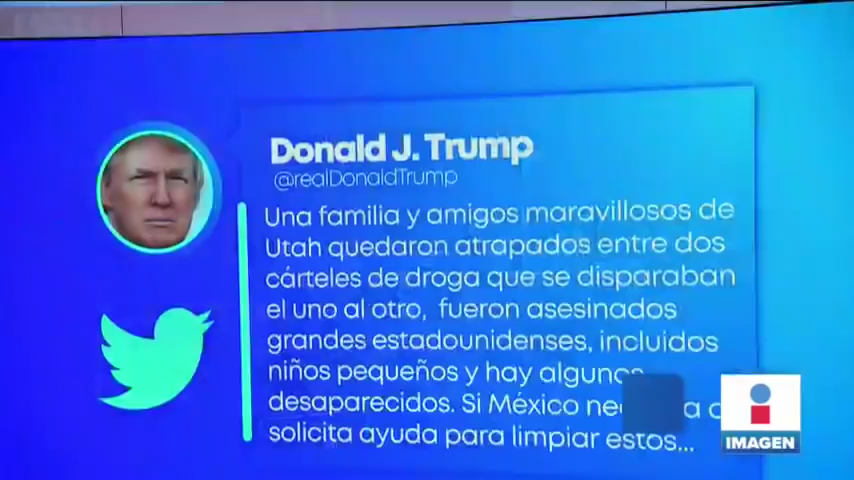 Donald J. Trump
@realDonaldTrump
Una familia y amigos maravillosos de
Utah quedaron atrapados entre dos
cárteles de droga que se disparaban
el uno al otro, fueron asesinados
grandes estadounidenses, incluidos
niños pequeños y hay algunos
desaparecidos. Si México
solicita ayuda para limpiar estos...
IMAGEN